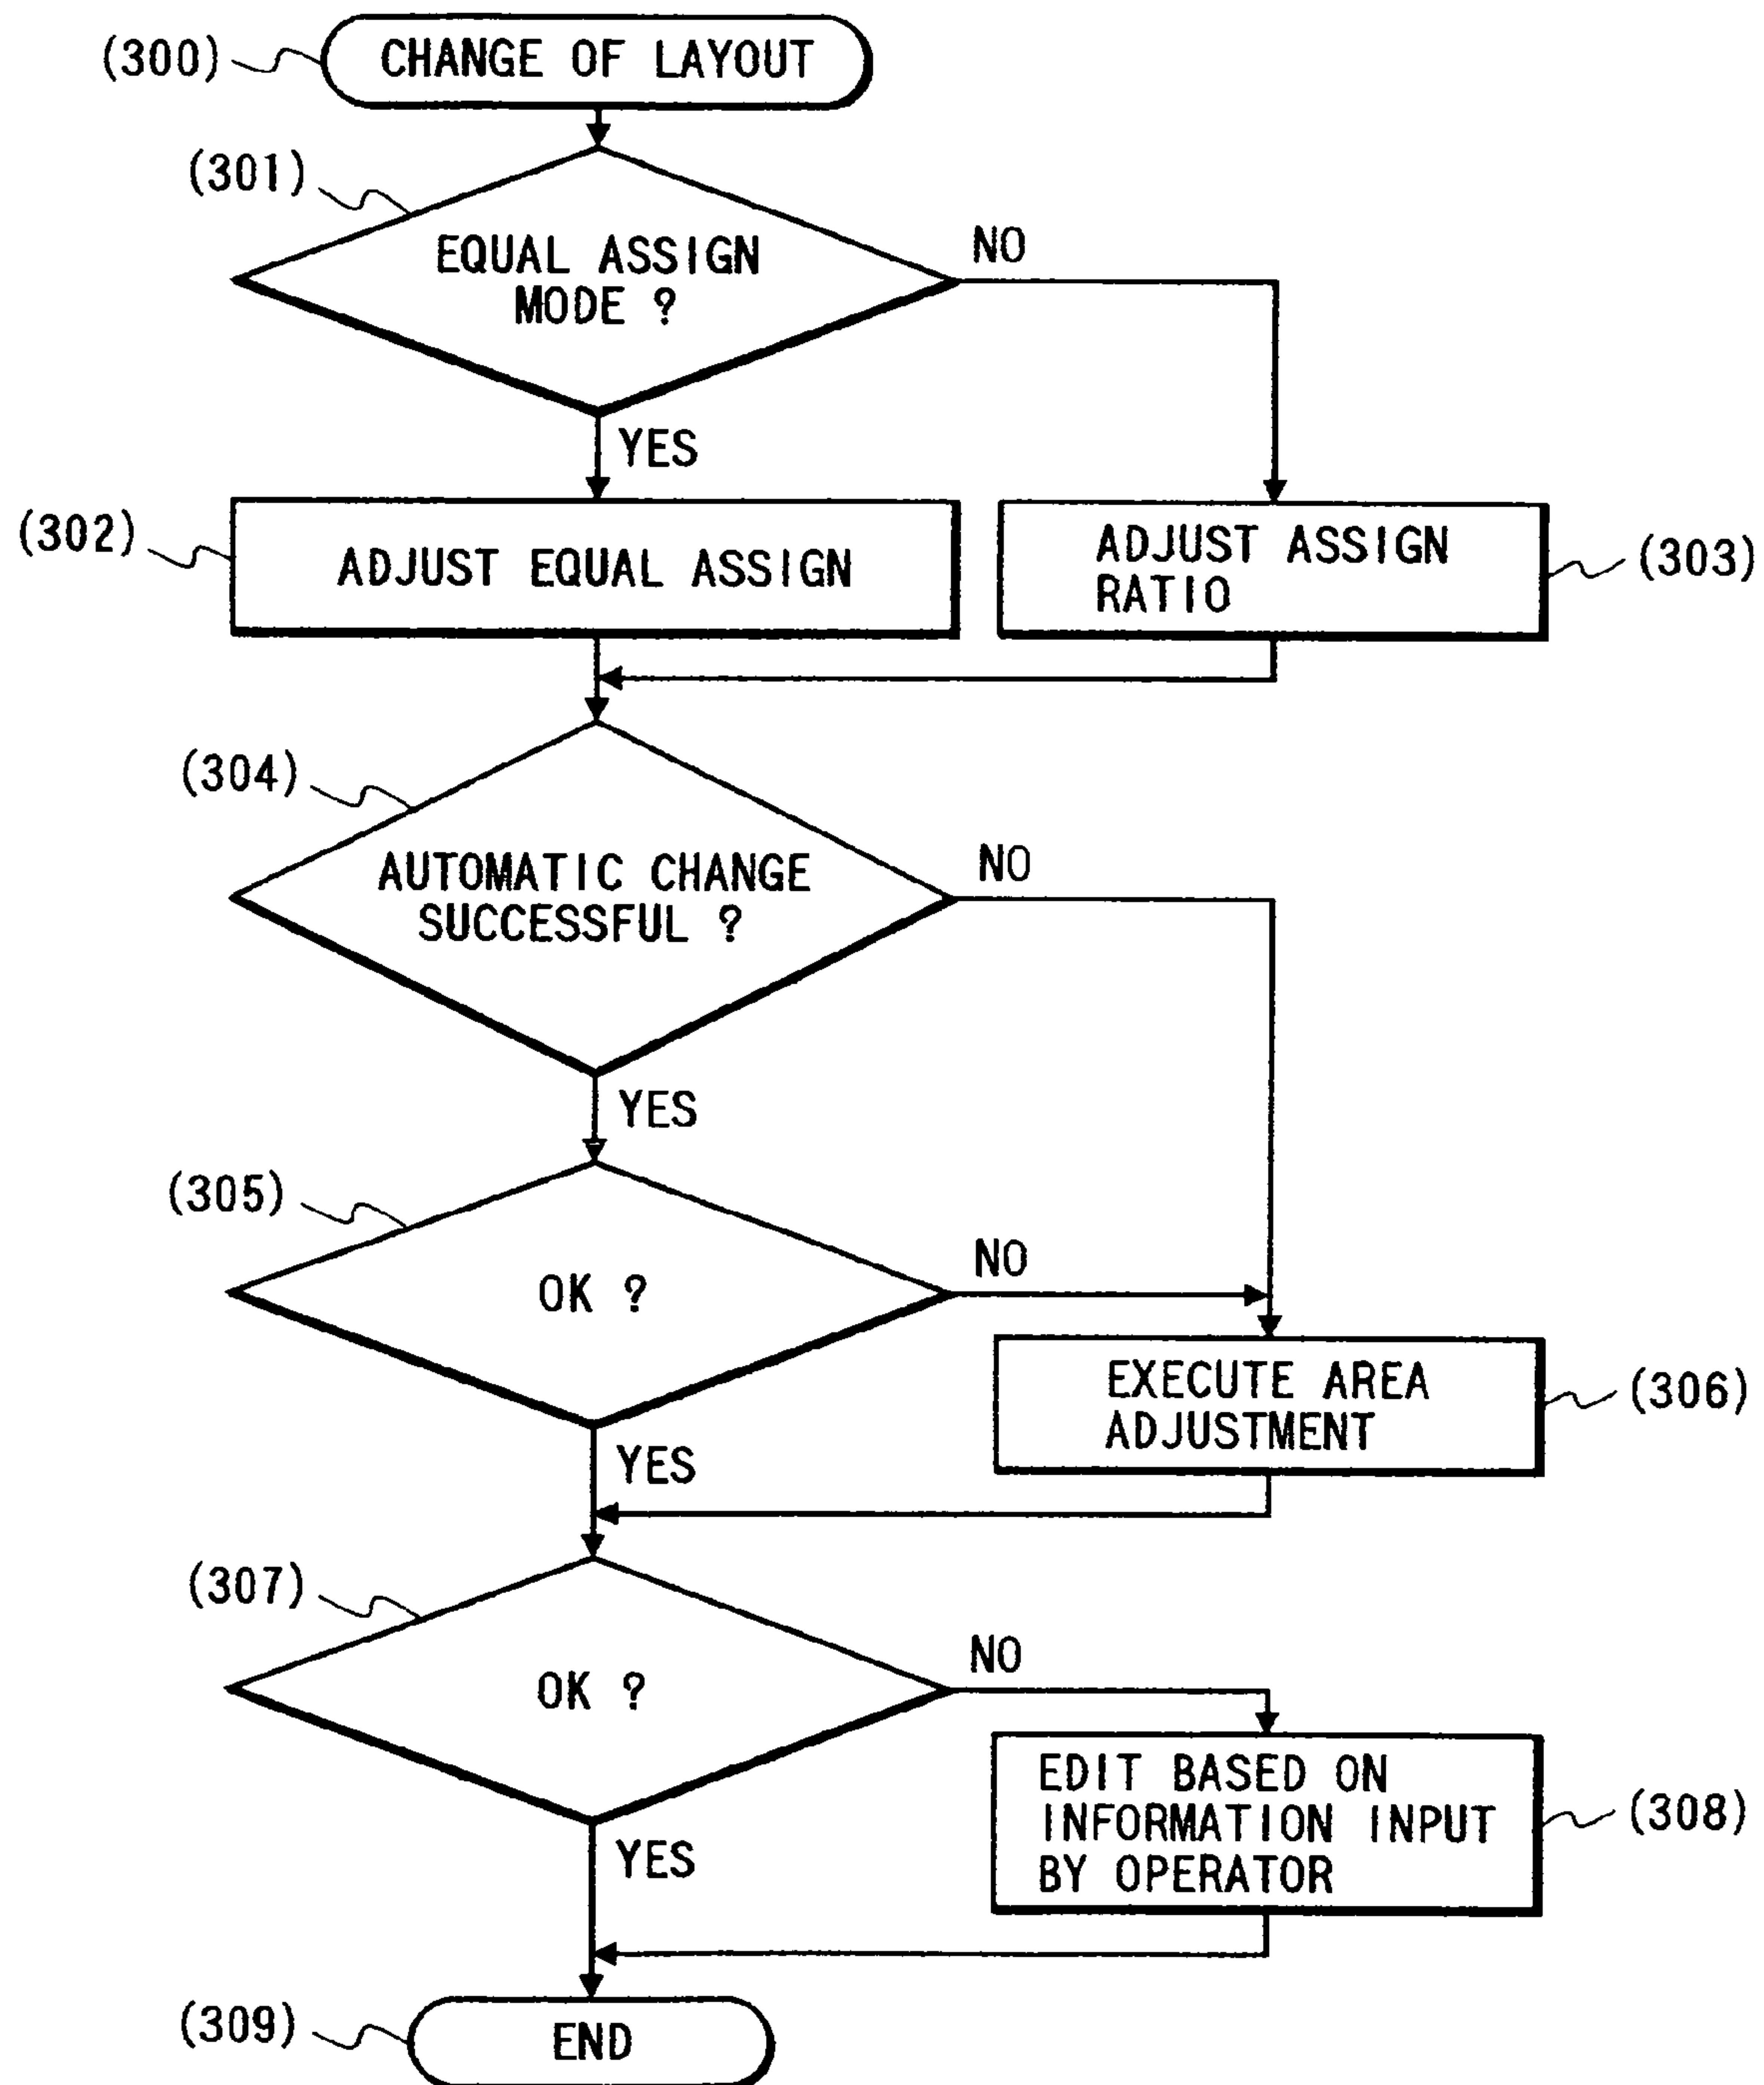 (300)
CHANGE OF LAYOUT
(301)
EQUAL ASSIGN
MODE ?
NO
YES
(302)
ADJUST EQUAL ASSIGN
ADJUST ASSIGN
RATIO
(303)
(304)
AUTOMATIC CHANGE
SUCCESSFUL ?
NO
YES
(305)
OK ?
NO
EXECUTE AREA
ADJUSTMENT
(306)
YES
(307)
OK ?
NO
EDIT BASED ON
INFORMATION INPUT
BY OPERATOR
(308)
YES
(309)
END